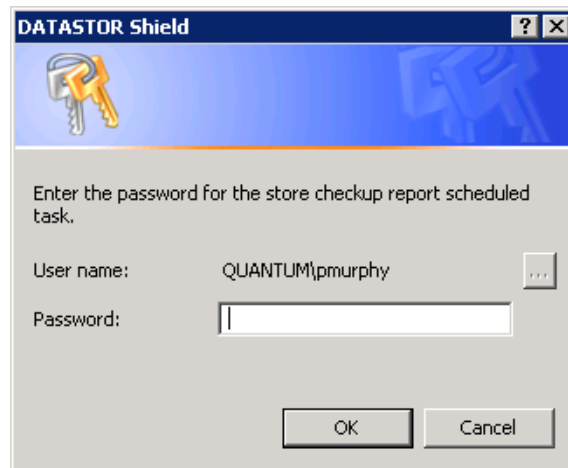 DATASTOR Shield
Enter the password for the store checkup report scheduled
task.
User name: QUANTUM\pmurphy ...
Password:
OK Cancel